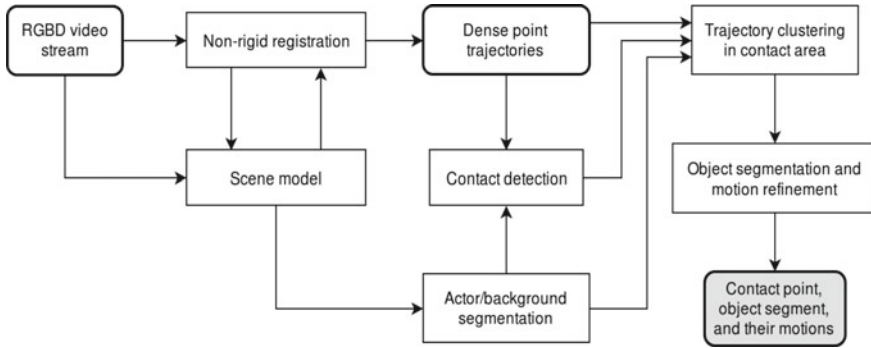 RGBD video
stream
Non-rigid registration
Dense point
trajectories
Trajectory clustering
in contact area
Scene model
Contact detection
Object segmentation and
motion refinement
Actor/background
segmentation
Contact point,
object segment,
and their motions